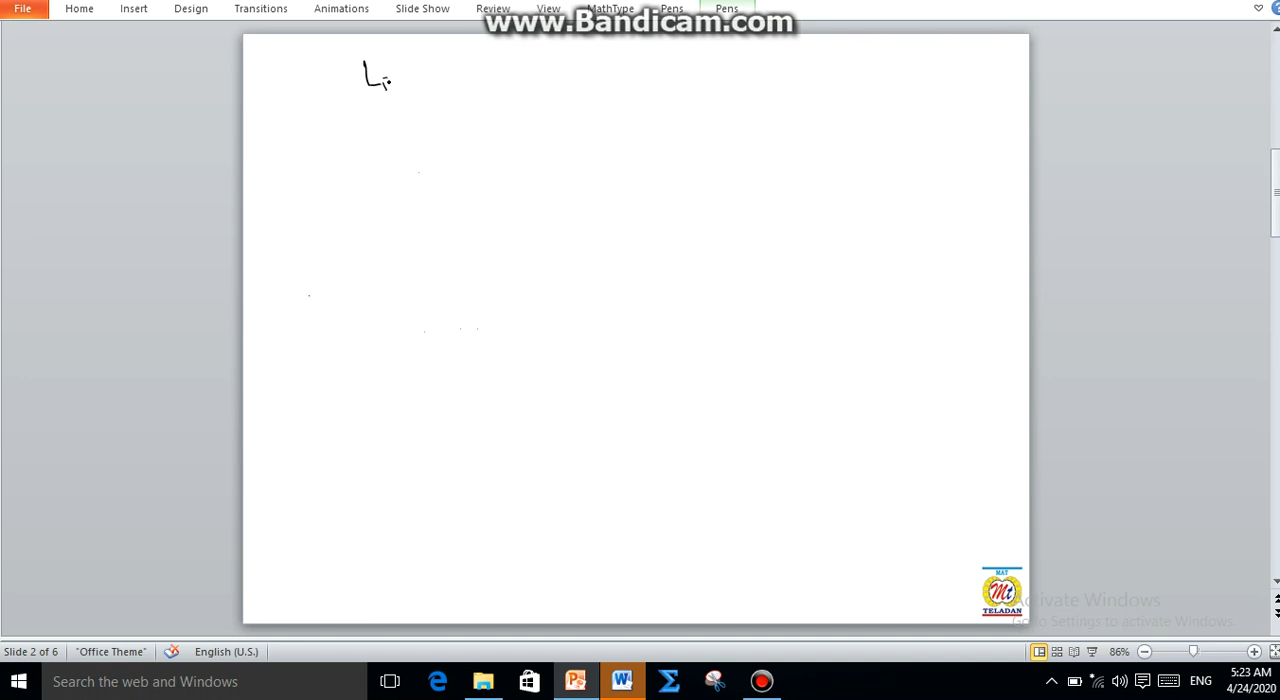 File Home Insert Design Transitions Animations Slide Show Review View MathType Pens Pens
www.Bandicam.com
MAT
Mt
TELADAN
Activate Windows
Go to Settings to activate Windows.
Slide 2 of 6 "Office Theme" English (U.S.) 86%
Search the web and Windows
ENG
5:23 AM
4/24/2020